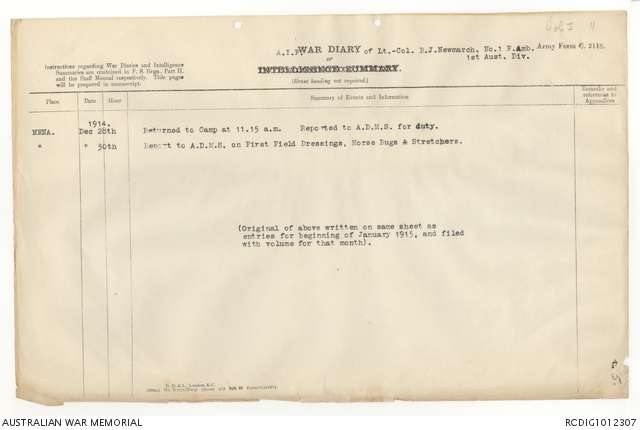 A.I.F. WAR DIARY of Lt.-Col. B.J.Newmarch. No.1 F.Amb. Army Form C. 2118.
or 1st Aust. Div.
INTELLIGENCE SUMMARY.
(Erase heading not required.)
Instructions regarding War Diaries and Intelligence
Summaries are contained in F. S. Regs., Part II.
and the Staff Manual respectively. Title pages
will be prepared in manuscript.
Place Date Hour Summary of Events and Information Remarks and
references to
Appendices
1914.
MENA. Dec 28th Returned to Camp at 11.15 a.m. Reported to A.D.M.S. for duty.
" " 30th Report to A.D.M.S. on First Field Dressings, Horse Rugs & Stretchers.
(Original of above written on same sheet as
entries for beginning of January 1915, and filed
with volume for that month).
AUSTRALIAN WAR MEMORIAL RCDIG1012307